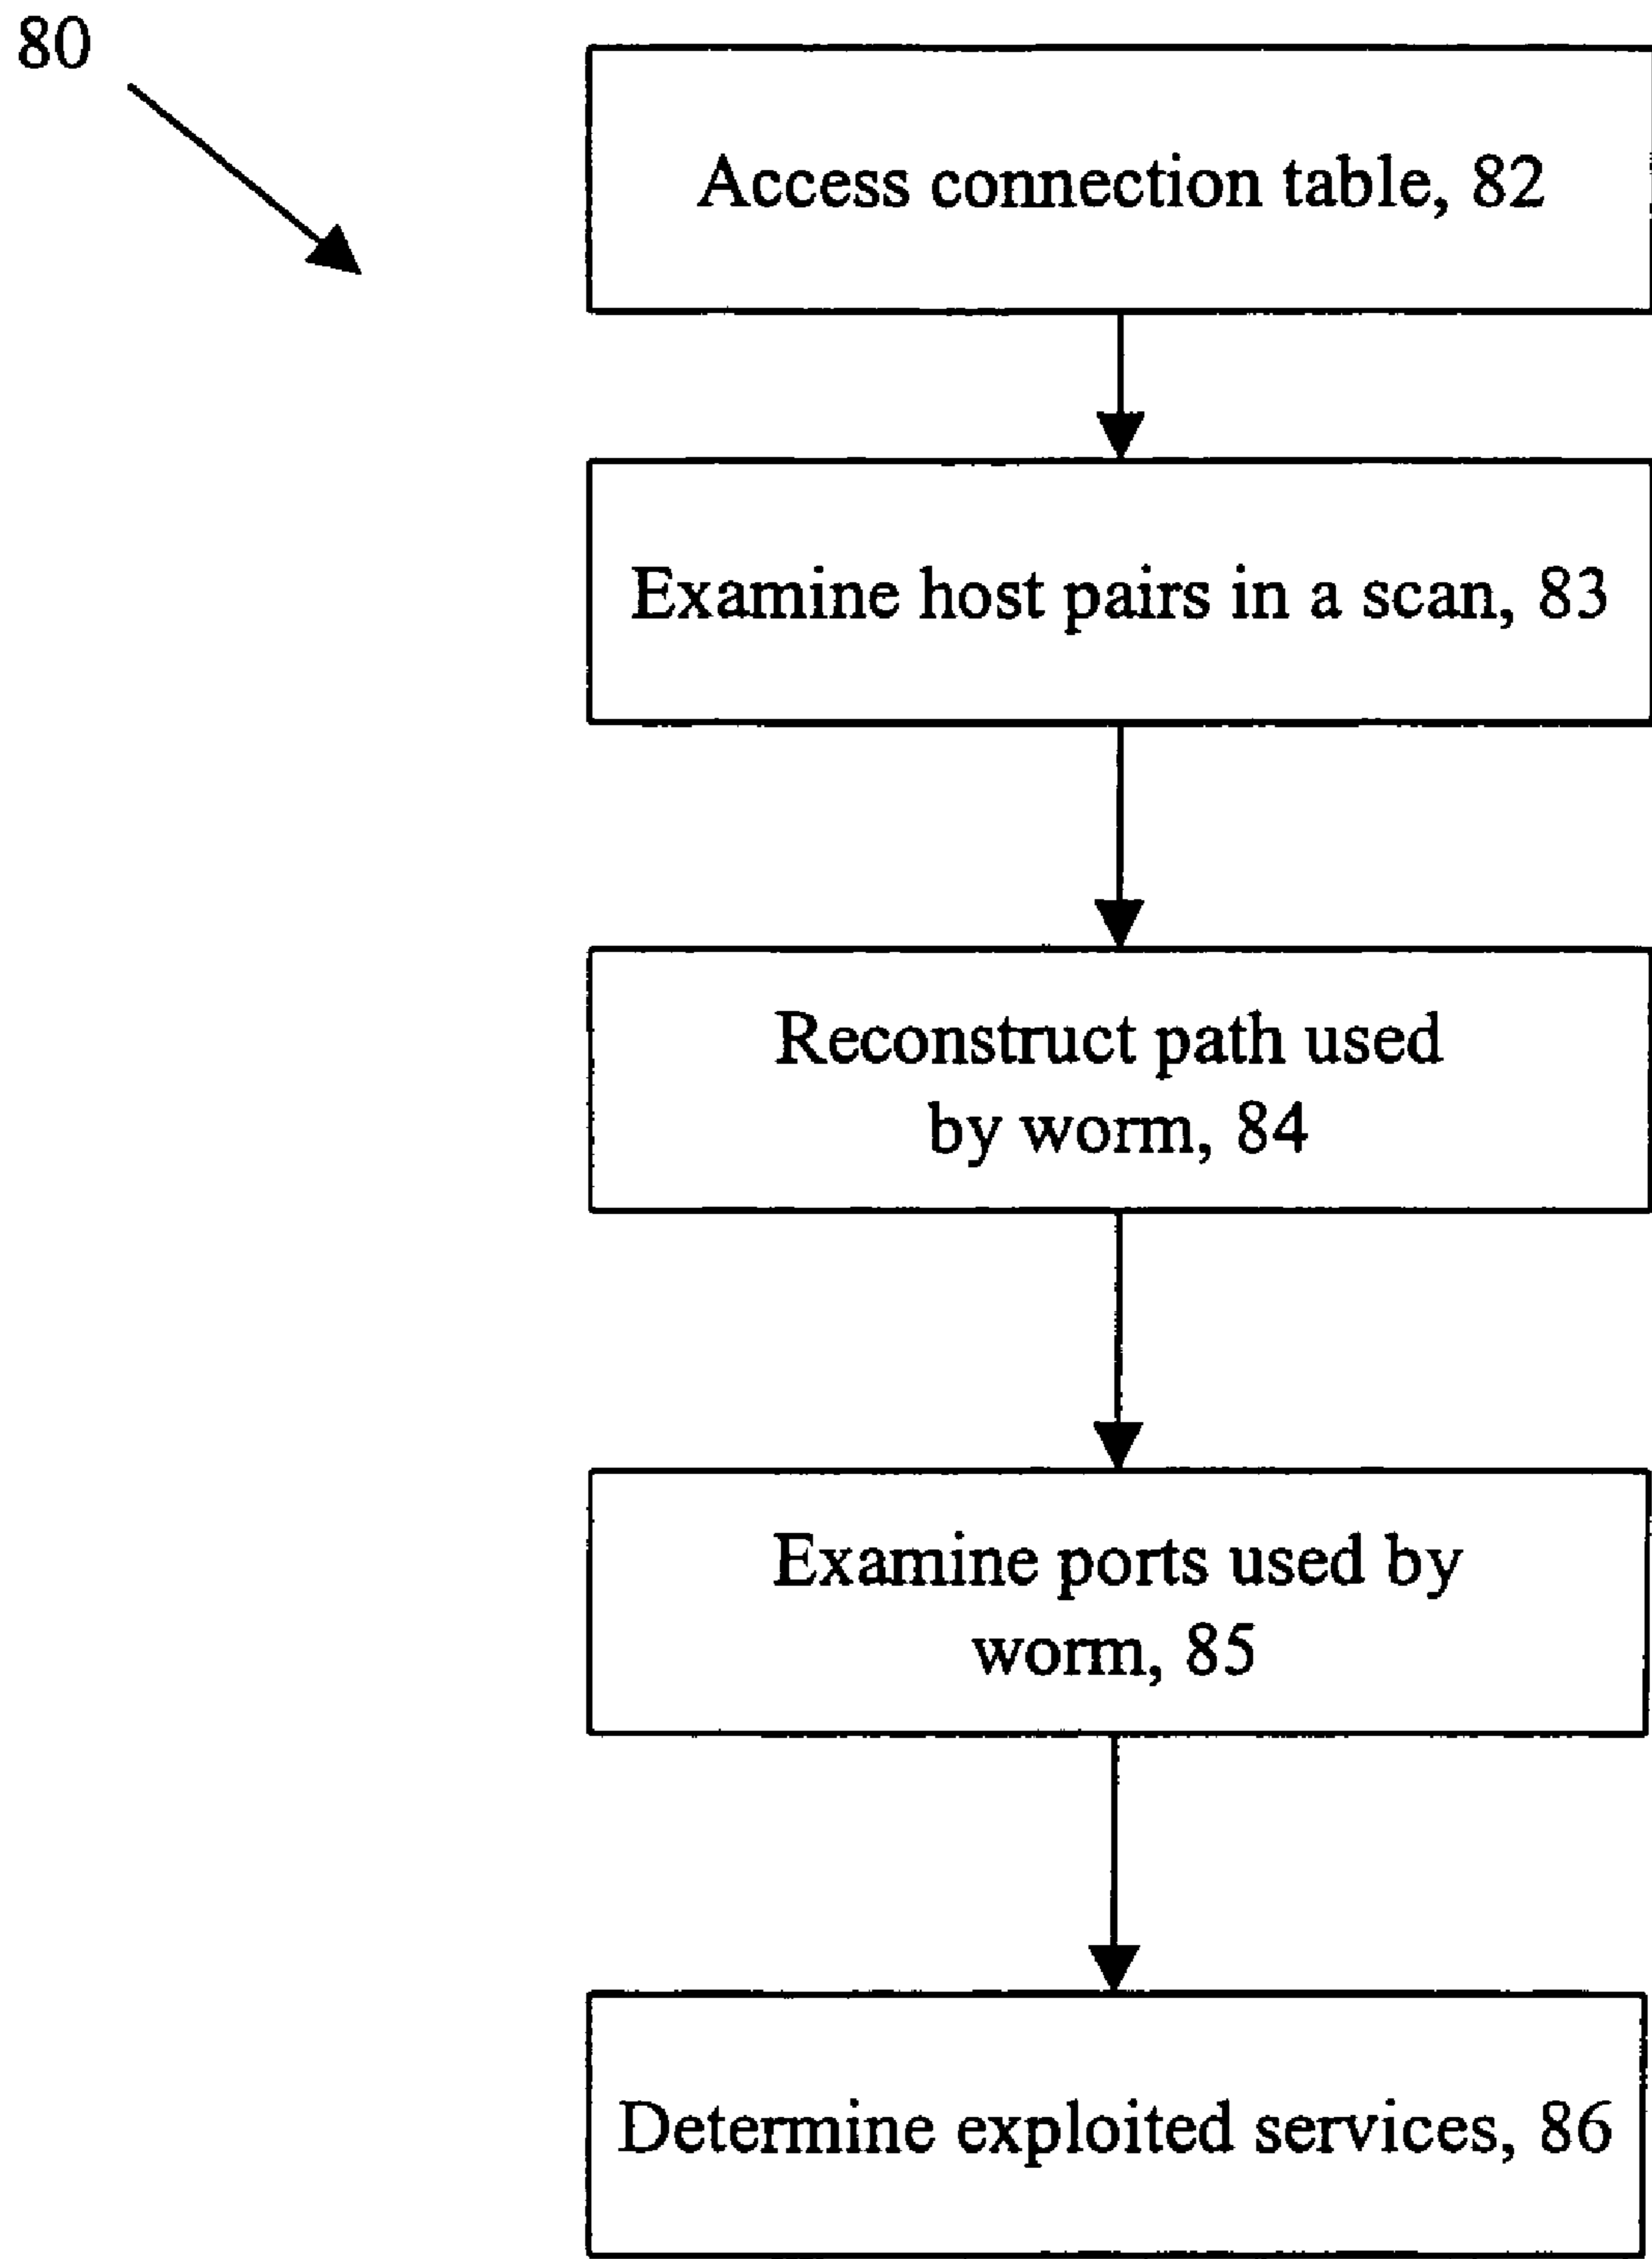 80
Access connection table, 82
Examine host pairs in a scan, 83
Reconstruct path used
by worm, 84
Examine ports used by
worm, 85
Determine exploited services, 86